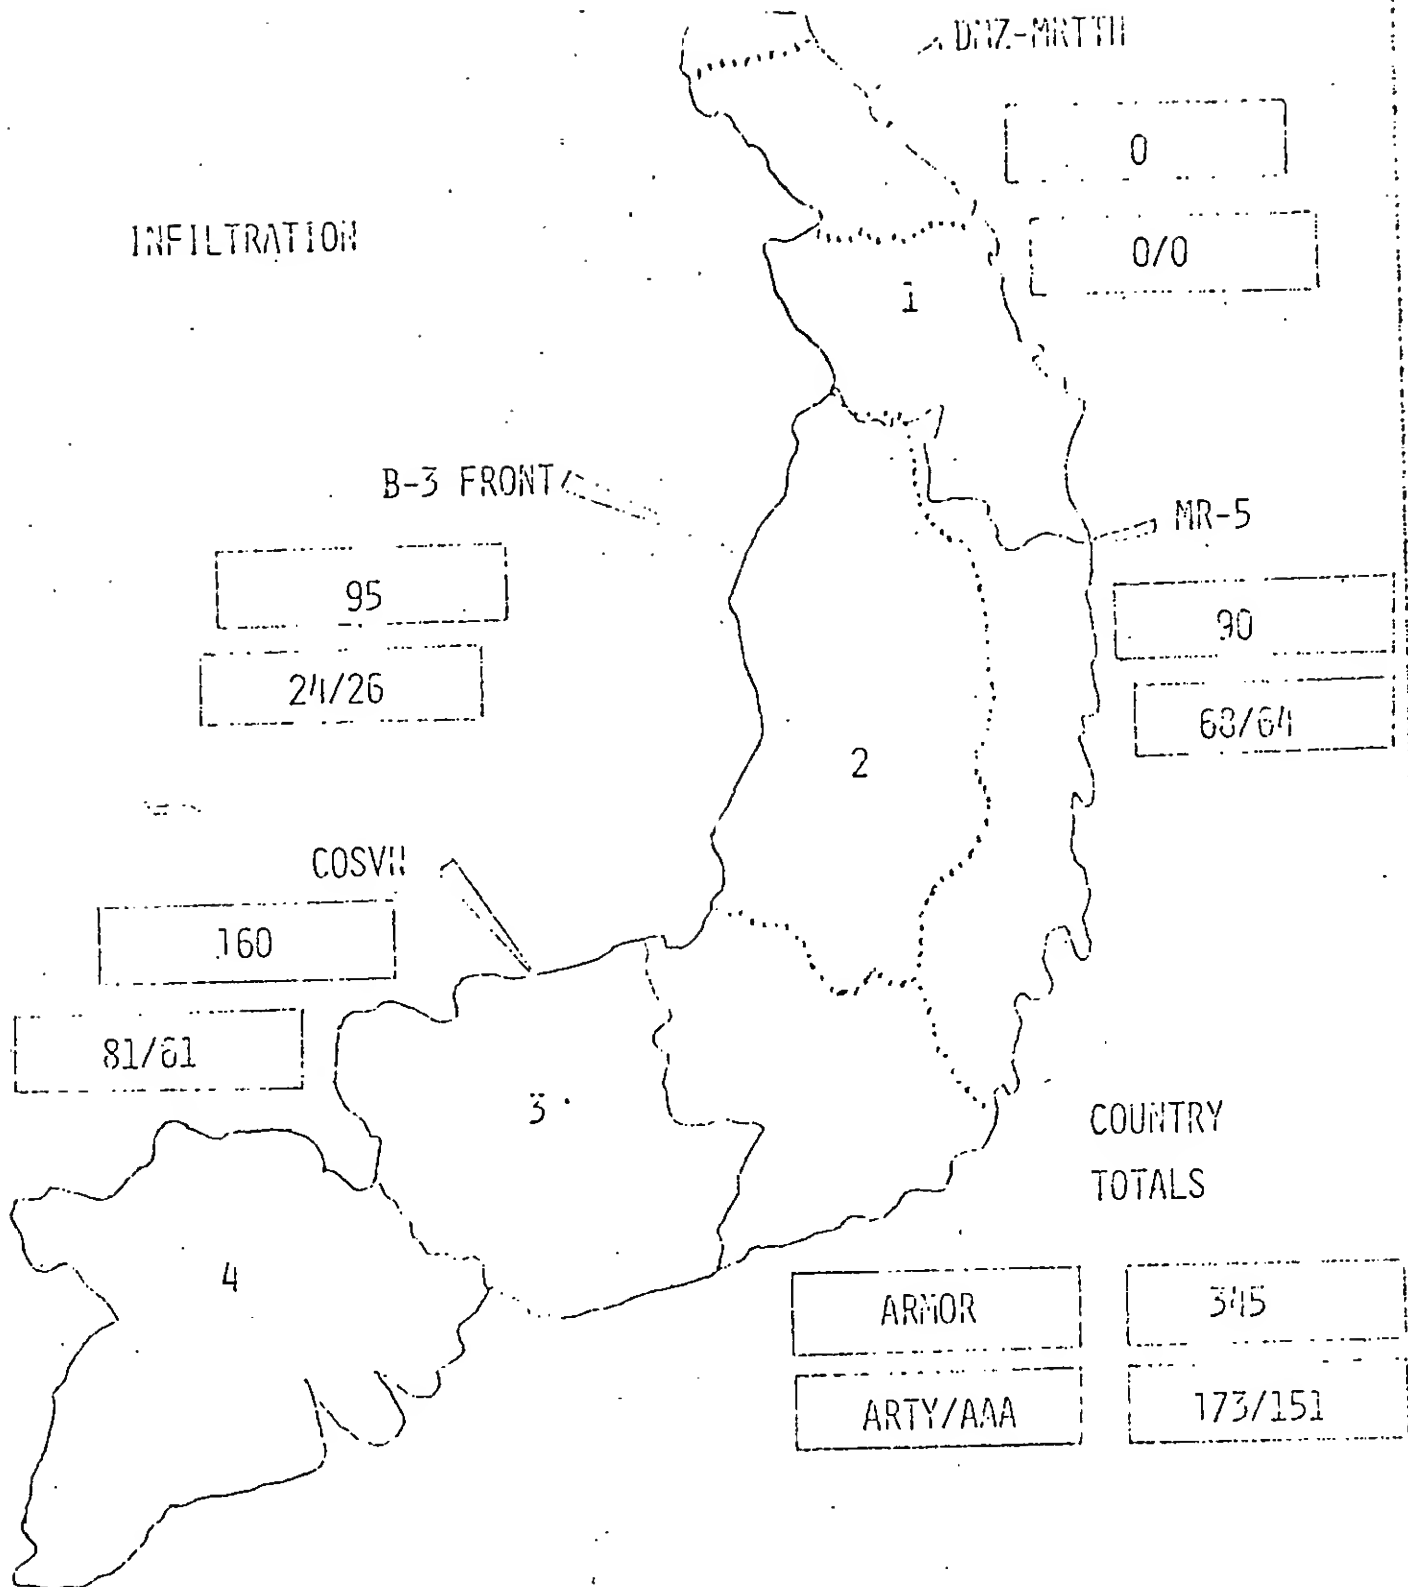 DMZ-MRTTH
0
INFILTRATION
0/0
1
B-3 FRONT
MR-5
95
90
24/26
68/64
2
COSVN
160
81/61
3
COUNTRY
TOTALS
4
ARMOR 345
ARTY/AAA 173/151